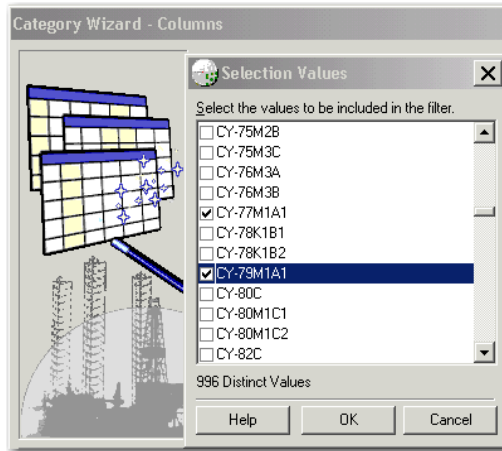 Category Wizard - Columns
Selection Values
Select the values to be included in the filter.
CY-75M2B
CY-75M3C
CY-76M3A
CY-76M3B
CY-77M1A1
CY-78K1B1
CY-78K1B2
CY-79M1A1
CY-80C
CY-80M1C1
CY-80M1C2
CY-82C
996 Distinct Values
Help OK Cancel